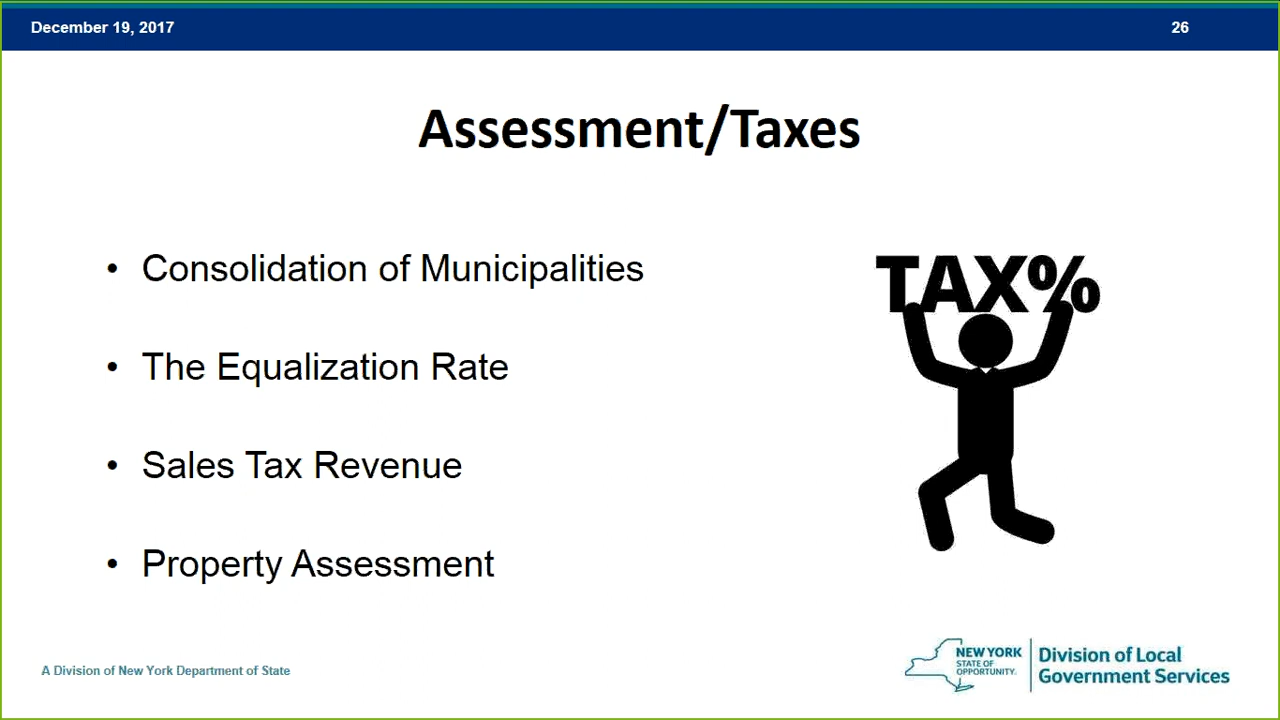 December 19, 2017
26
Assessment/Taxes
• Consolidation of Municipalities
• The Equalization Rate
• Sales Tax Revenue
• Property Assessment
TAX%
A Division of New York Department of State
NEW YORK
STATE OF
OPPORTUNITY.
Division of Local
Government Services